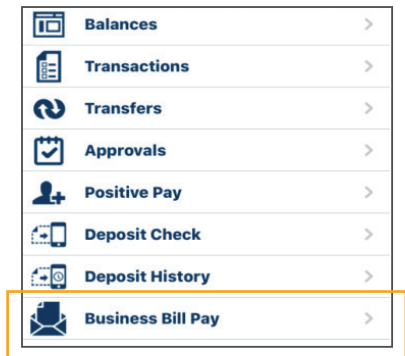 Balances
Transactions
Transfers
Approvals
Positive Pay
Deposit Check
Deposit History
Business Bill Pay